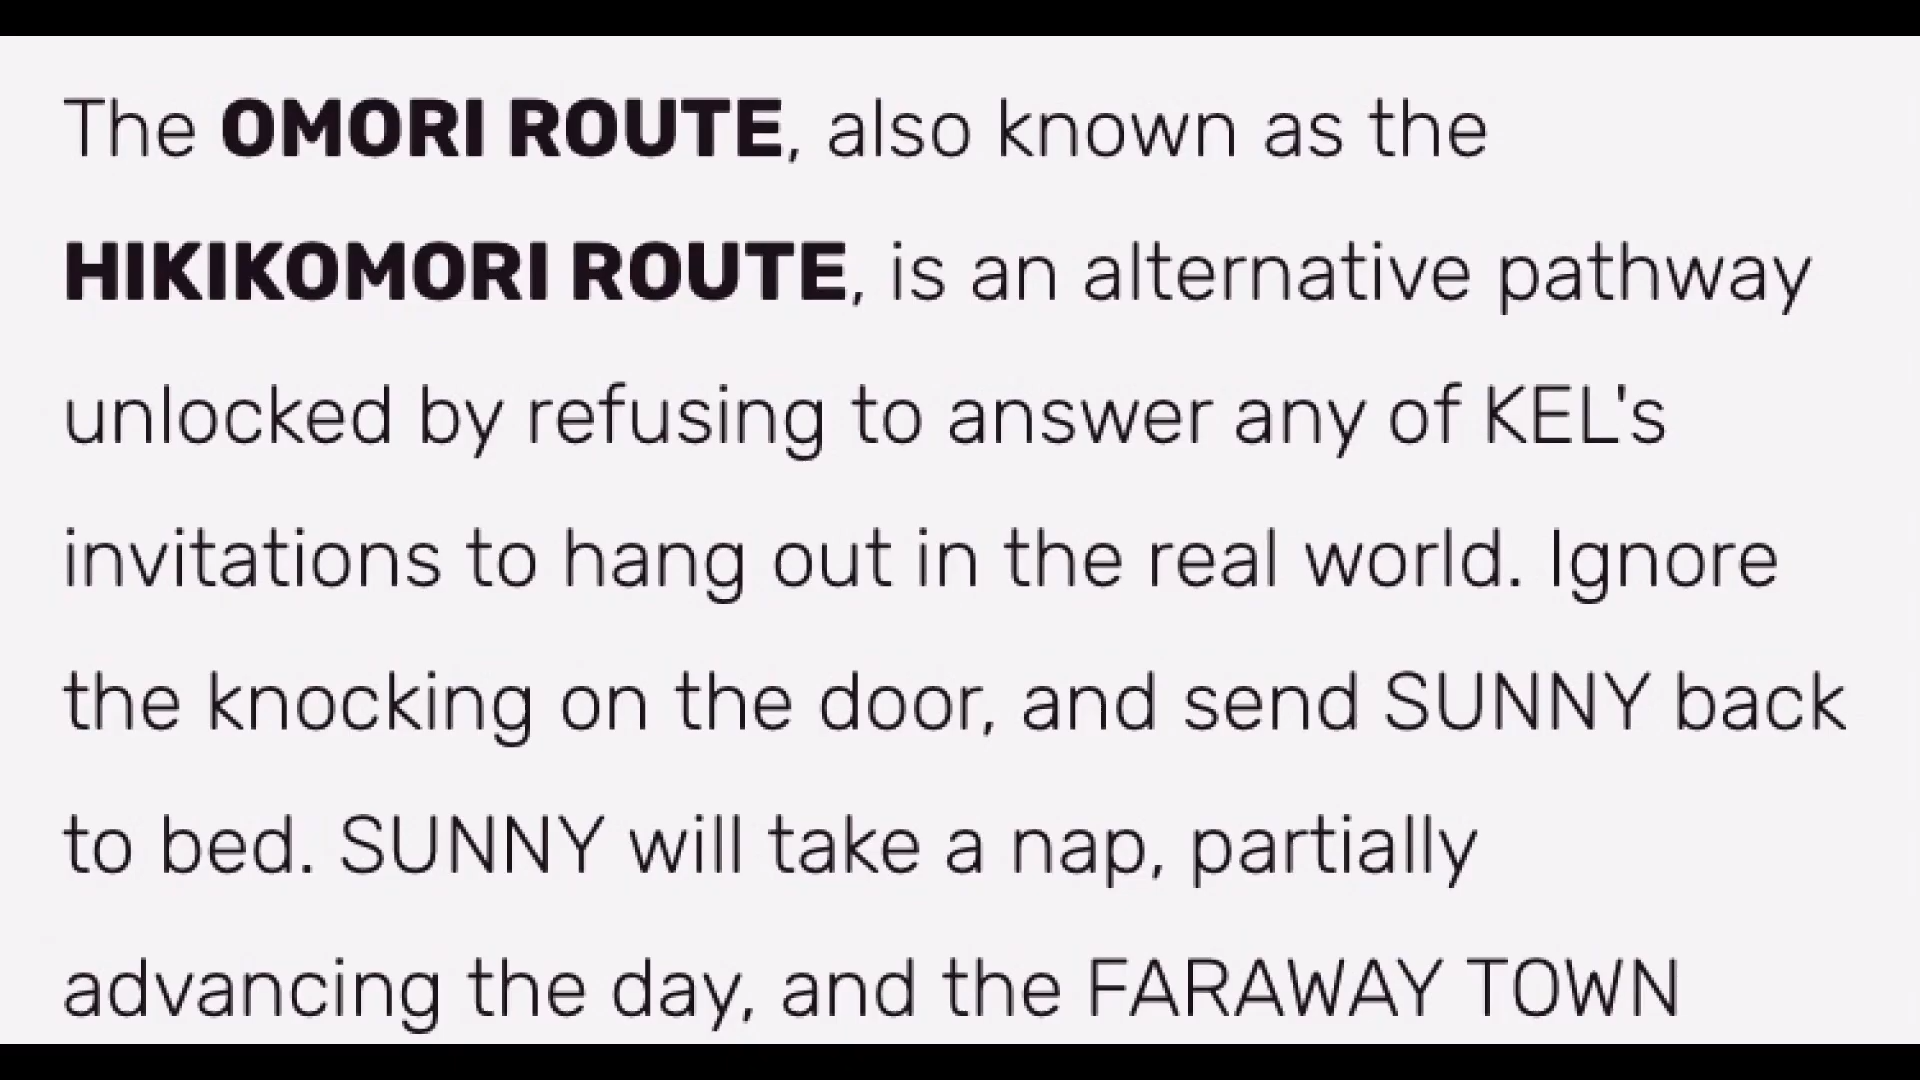 The OMORI ROUTE, also known as the
HIKIKOMORI ROUTE, is an alternative pathway
unlocked by refusing to answer any of KEL's
invitations to hang out in the real world. Ignore
the knocking on the door, and send SUNNY back
to bed. SUNNY will take a nap, partially
advancing the day, and the FARAWAY TOWN